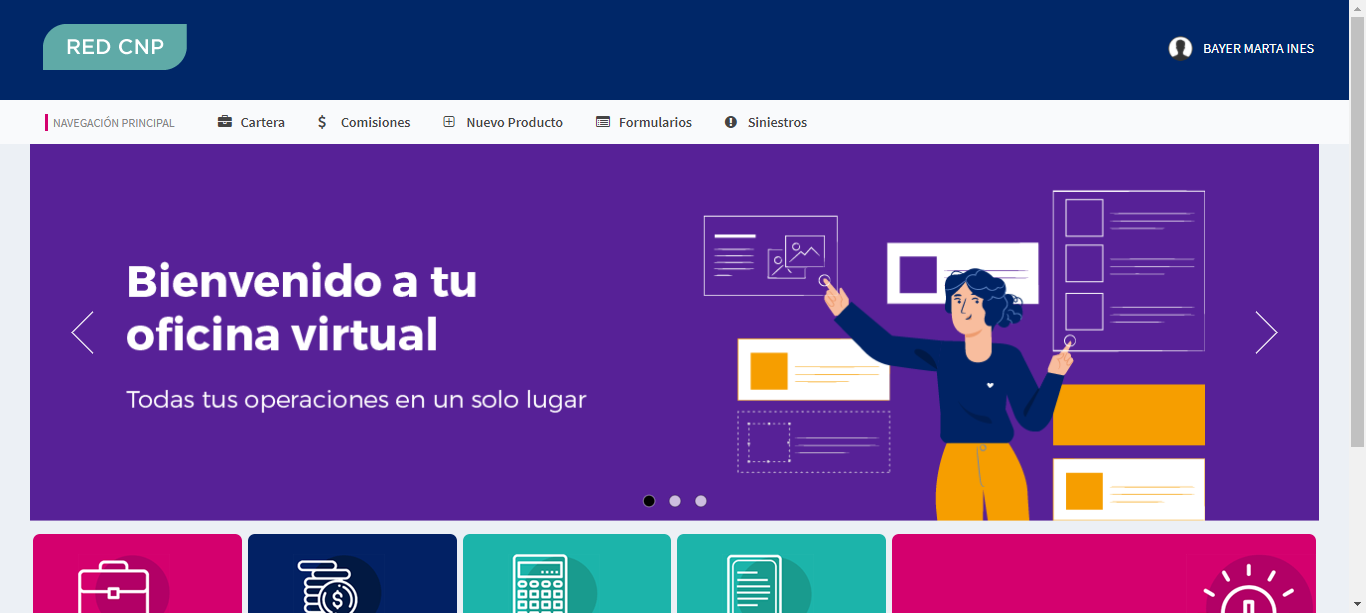 RED CNP
BAYER MARTA INES
NAVEGACIÓN PRINCIPAL
Cartera
Comisiones
Nuevo Producto
Formularios
Siniestros
Bienvenido a tu
oficina virtual
Todas tus operaciones en un solo lugar